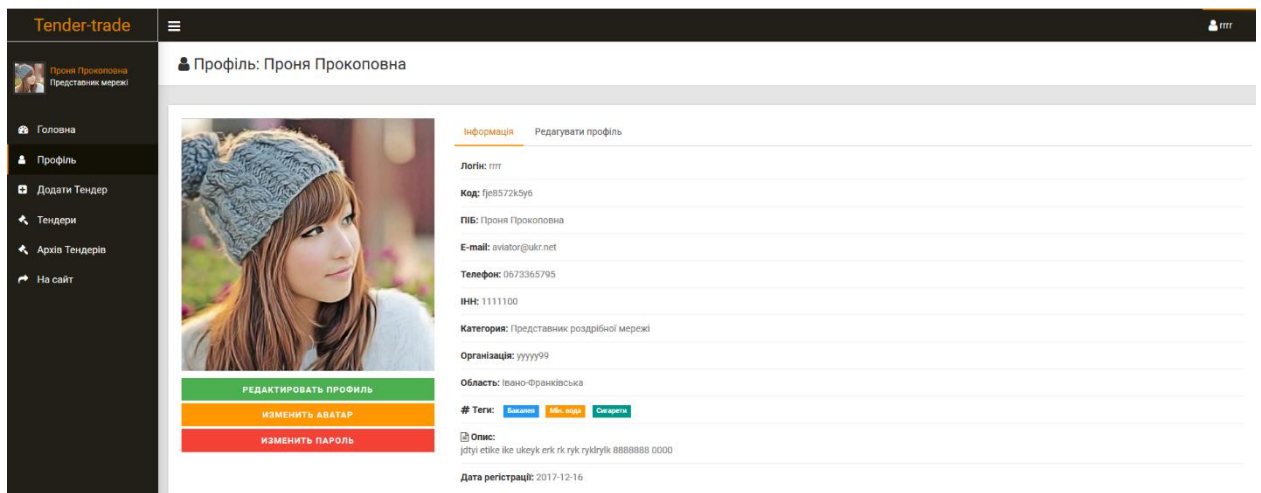 Tender-trade
rrrr
Проня Прокоповна
Представник мережі
Профіль: Проня Прокоповна
Головна
Профіль
Додати Тендер
Тендери
Архів Тендерів
На сайт
РЕДАКТИРОВАТЬ ПРОФИЛЬ
ИЗМЕНИТЬ АВАТАР
ИЗМЕНИТЬ ПАРОЛЬ
Інформація Редагувати профіль
Логін: rrrr
Код: fje8572k5y6
ПІБ: Проня Прокоповна
E-mail: aviator@ukr.net
Телефон: 0673365795
ІНН: 1111100
Категория: Представник роздрібної мережі
Організація: yyyyy99
Область: Івано-Франківська
# Теги: Бакалея Мін. вода Сигарети
Опис:
jdtyi etike ike ukeyk erk rk ryk ryklrylk 8888888 0000
Дата регістрації: 2017-12-16